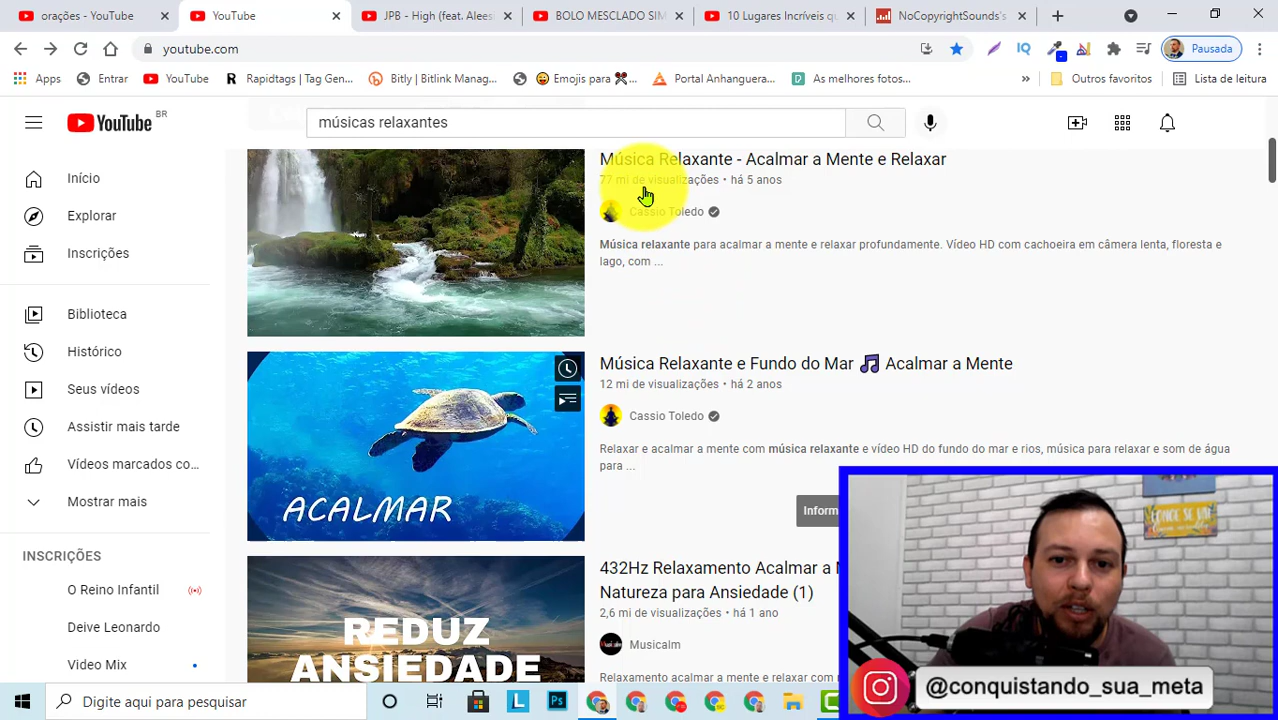 orações - YouTube
YouTube
JPB - High (feat. Alees
BOLO MESCLADO SIM
10 Lugares Incríveis qu
NoCopyrightSounds's
youtube.com
Pausada
Apps
Entrar
YouTube
Rapidtags | Tag Gen...
Bitly | Bitlink Manag...
Emojis para ...
Portal Anhanguera...
As melhores fotos...
»
Outros favoritos
Lista de leitura
YouTube BR
músicas relaxantes
Início
Explorar
Inscrições
Biblioteca
Histórico
Seus vídeos
Assistir mais tarde
Vídeos marcados co...
Mostrar mais
INSCRIÇÕES
O Reino Infantil
Deive Leonardo
Video Mix
Música Relaxante - Acalmar a Mente e Relaxar
77 mi de visualizações • há 5 anos
Cassio Toledo
Música relaxante para acalmar a mente e relaxar profundamente. Vídeo HD com cachoeira em câmera lenta, floresta e
lago, com ...
ACALMAR
Música Relaxante e Fundo do Mar 🎵 Acalmar a Mente
12 mi de visualizações • há 2 anos
Cassio Toledo
Relaxar e acalmar a mente com música relaxante e vídeo HD do fundo do mar e rios, música para relaxar e som de água
para ...
Inform
REDUZ
ANSIEDADE
432Hz Relaxamento Acalmar a
Natureza para Ansiedade (1)
2,6 mi de visualizações • há 1 ano
Musicalm
Relaxamento Acalmar a mente com
@conquistando_sua_meta
Digite aqui para pesquisar